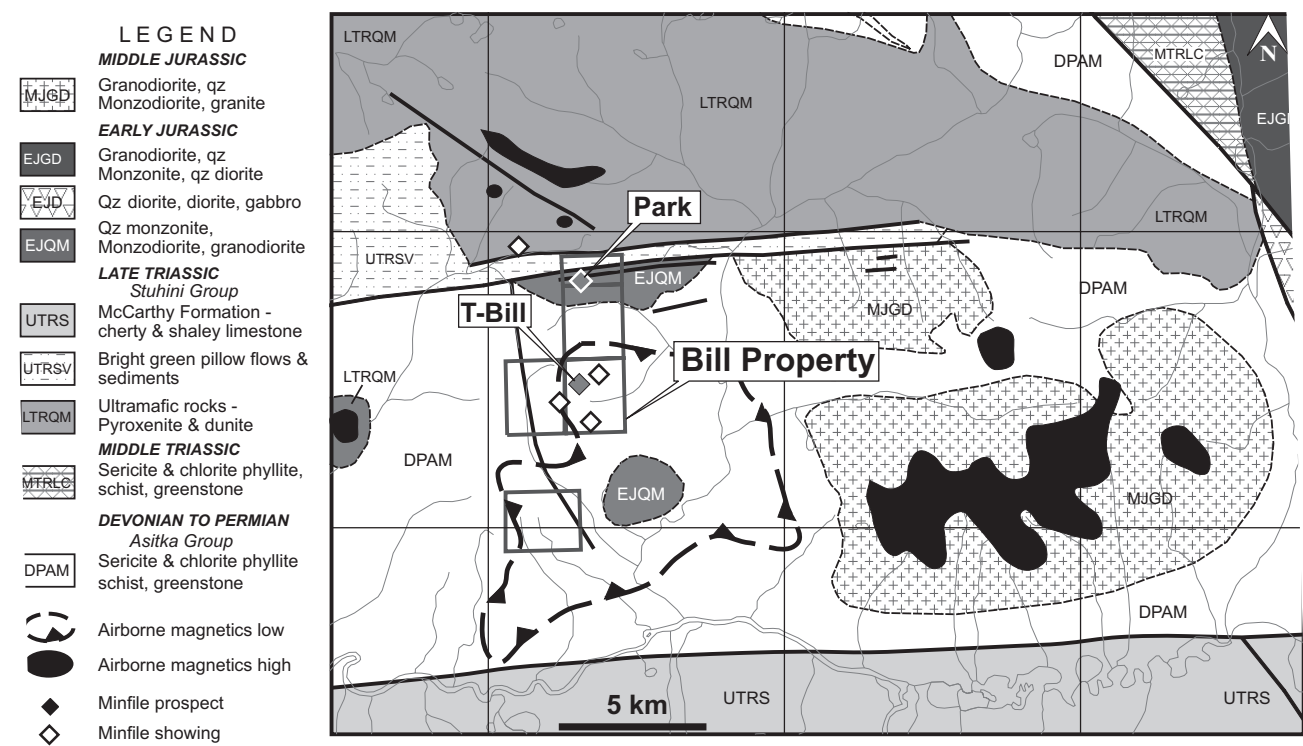 LEGEND
MIDDLE JURASSIC
MJGD
Granodiorite, qz
Monzodiorite, granite
EARLY JURASSIC
EJGD
Granodiorite, qz
Monzonite, qz diorite
EJD
Qz diorite, diorite, gabbro
EJQM
Qz monzonite,
Monzodiorite, granodiorite
LATE TRIASSIC
Stuhini Group
UTRS
McCarthy Formation -
cherty & shaley limestone
UTRSV
Bright green pillow flows &
sediments
LTRQM
Ultramafic rocks -
Pyroxenite & dunite
MIDDLE TRIASSIC
MTRLC
Sericite & chlorite phyllite,
schist, greenstone
DEVONIAN TO PERMIAN
Asitka Group
DPAM
Sericite & chlorite phyllite
schist, greenstone
Airborne magnetics low
Airborne magnetics high
Minfile prospect
Minfile showing
LTRQM
DPAM
MTRLC
N
LTRQM
EJG
Park
LTRQM
UTRSV
EJQM
DPAM
T-Bill
MJGD
Bill Property
LTRQM
DPAM
EJQM
MJGD
DPAM
5 km
UTRS
UTRS